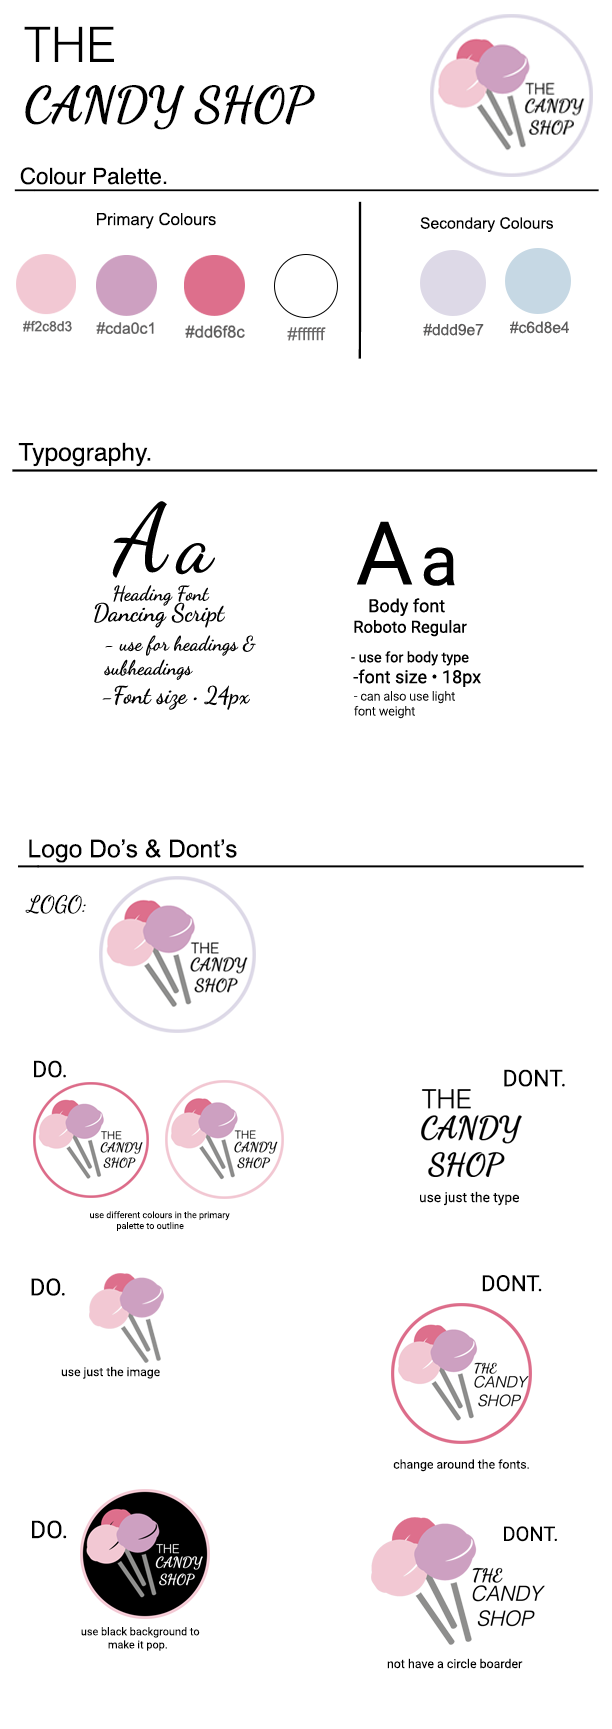 THE
CANDY SHOP
THE
CANDY
SHOP
Colour Palette.
Primary Colours
#f2c8d3
#cda0c1
#dd6f8c
#ffffff
Secondary Colours
#ddd9e7
#c6d8e4
Typography.
Aa
Heading Font
Dancing Script
- use for headings &
subheadings
-Font size • 24px
Aa
Body font
Roboto Regular
- use for body type
-font size • 18px
- can also use light
font weight
Logo Do's & Dont's
LOGO:
THE
CANDY
SHOP
DO.
THE
CANDY
SHOP
THE
CANDY
SHOP
use different colours in the primary
palette to outline
DONT.
THE
CANDY
SHOP
use just the type
DO.
use just the image
DONT.
THE
CANDY
SHOP
change around the fonts.
DO.
THE
CANDY
SHOP
use black background to
make it pop.
DONT.
THE
CANDY
SHOP
not have a circle boarder